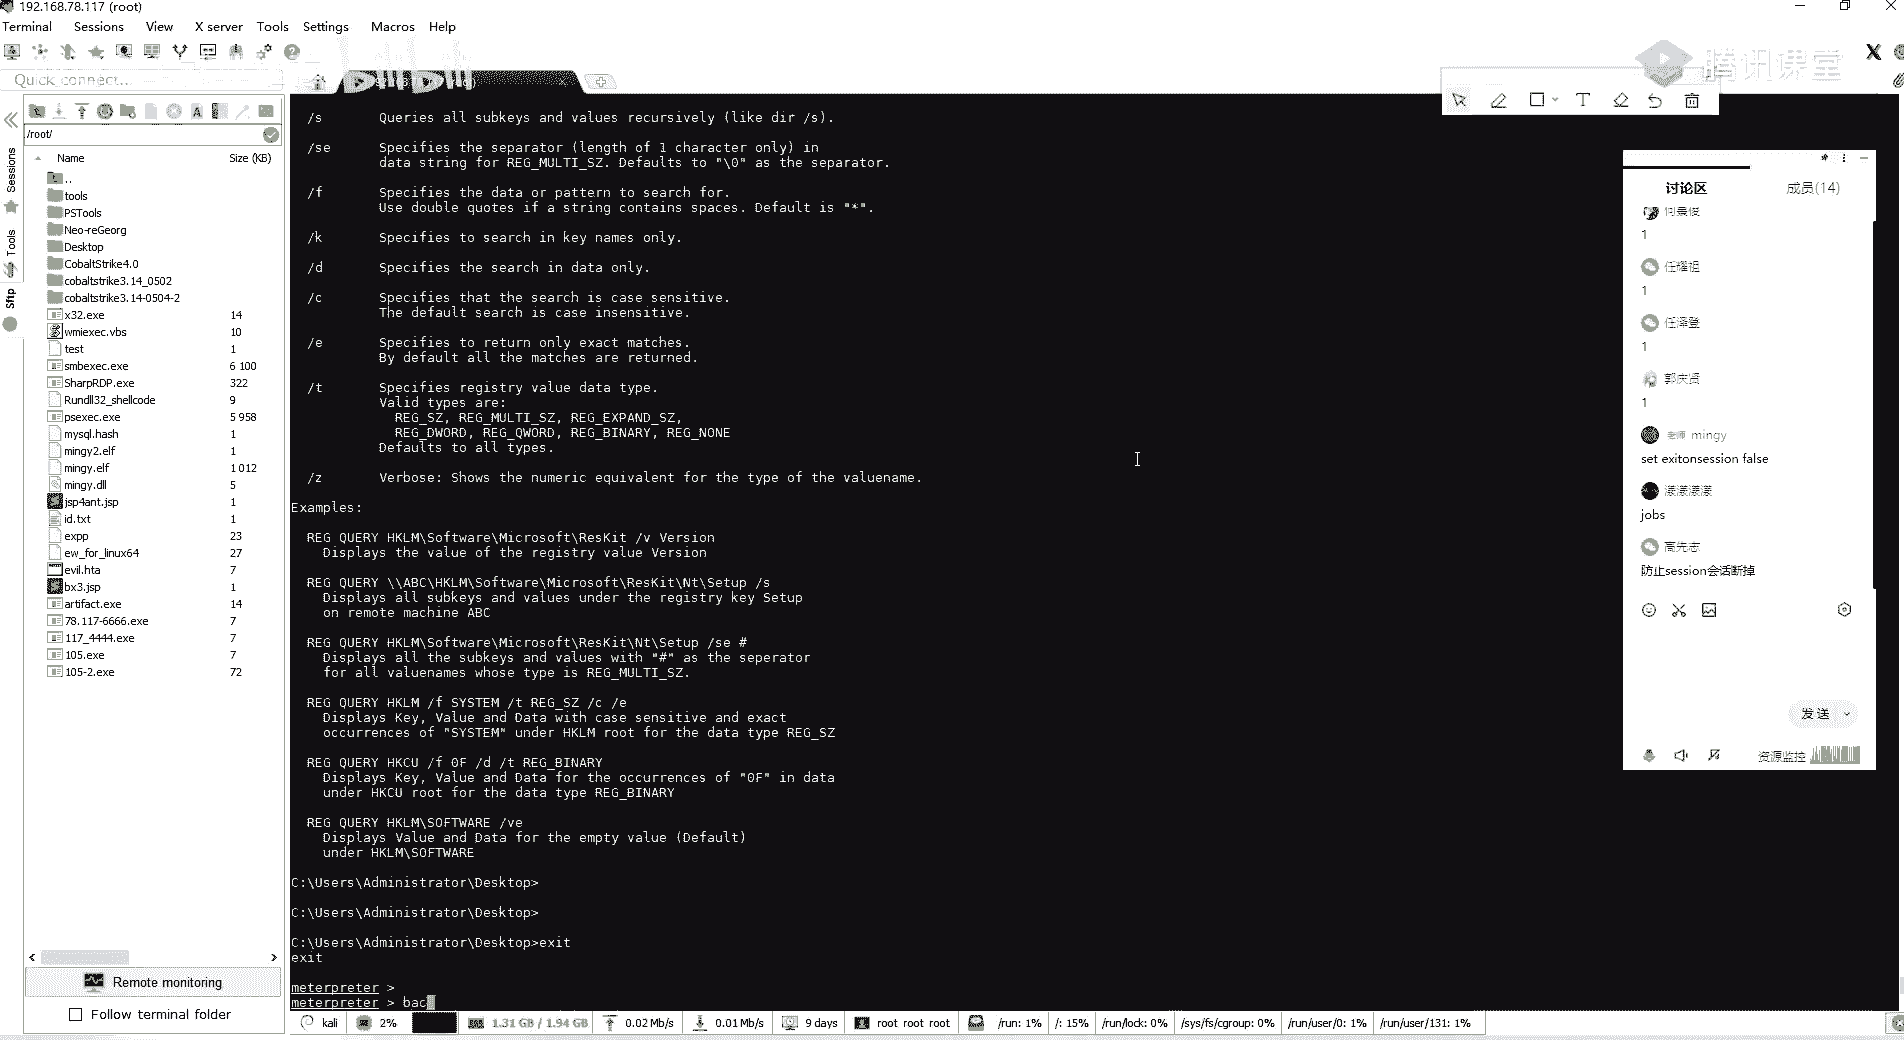 192.168.78.117 (root)
Terminal Sessions View X server Tools Settings Macros Help
Quick connect...
bilibili
腾讯课堂
/root/
Name Size (KB)
..
tools
PSTools
Neo-reGeorg
Desktop
CobaltStrike4.0
cobaltstrike3.14_0502
cobaltstrike3.14-0504-2
x32.exe 14
wmiexec.vbs 10
test 1
smbexec.exe 6 100
SharpRDP.exe 322
Rundll32_shellcode 9
psexec.exe 5 958
mysql.hash 1
mingy2.elf 1
mingy.elf 1 012
mingy.dll 5
jsp4ant.jsp 1
id.txt 1
expp 23
ew_for_linux64 27
evil.hta 7
bx3.jsp 1
artifact.exe 14
78.117-6666.exe 7
117_4444.exe 7
105.exe 7
105-2.exe 72
Sessions
Tools
Sftp
Remote monitoring
Follow terminal folder
/s Queries all subkeys and values recursively (like dir /s).
/se Specifies the separator (length of 1 character only) in
data string for REG_MULTI_SZ. Defaults to "\0" as the separator.
/f Specifies the data or pattern to search for.
Use double quotes if a string contains spaces. Default is "*".
/k Specifies to search in key names only.
/d Specifies the search in data only.
/c Specifies that the search is case sensitive.
The default search is case insensitive.
/e Specifies to return only exact matches.
By default all the matches are returned.
/t Specifies registry value data type.
Valid types are:
REG_SZ, REG_MULTI_SZ, REG_EXPAND_SZ,
REG_DWORD, REG_QWORD, REG_BINARY, REG_NONE
Defaults to all types.
/z Verbose: Shows the numeric equivalent for the type of the valuename.
Examples:
REG QUERY HKLM\Software\Microsoft\ResKit /v Version
Displays the value of the registry value Version
REG QUERY \\ABC\HKLM\Software\Microsoft\ResKit\Nt\Setup /s
Displays all subkeys and values under the registry key Setup
on remote machine ABC
REG QUERY HKLM\Software\Microsoft\ResKit\Nt\Setup /se #
Displays all the subkeys and values with "#" as the seperator
for all valuenames whose type is REG_MULTI_SZ.
REG QUERY HKLM /f SYSTEM /t REG_SZ /c /e
Displays Key, Value and Data with case sensitive and exact
occurrences of "SYSTEM" under HKLM root for the data type REG_SZ
REG QUERY HKCU /f 0F /d /t REG_BINARY
Displays Key, Value and Data for the occurrences of "0F" in data
under HKCU root for the data type REG_BINARY
REG QUERY HKLM\SOFTWARE /ve
Displays Value and Data for the empty value (Default)
under HKLM\SOFTWARE
C:\Users\Administrator\Desktop>
C:\Users\Administrator\Desktop>
C:\Users\Administrator\Desktop>exit
exit
meterpreter >
meterpreter > bac
讨论区 成员(14)
何景俊
1
任耀祖
1
任泽登
1
郭庆贤
1
老师 mingy
set exitonsession false
漾漾漾漾
jobs
高先志
防止session会话断掉
发送
资源监控
kali 2% 1.31 GB / 1.94 GB 0.02 Mb/s 0.01 Mb/s 9 days root root root /run: 1% /: 15% /run/lock: 0% /sys/fs/cgroup: 0% /run/user/0: 1% /run/user/131: 1%